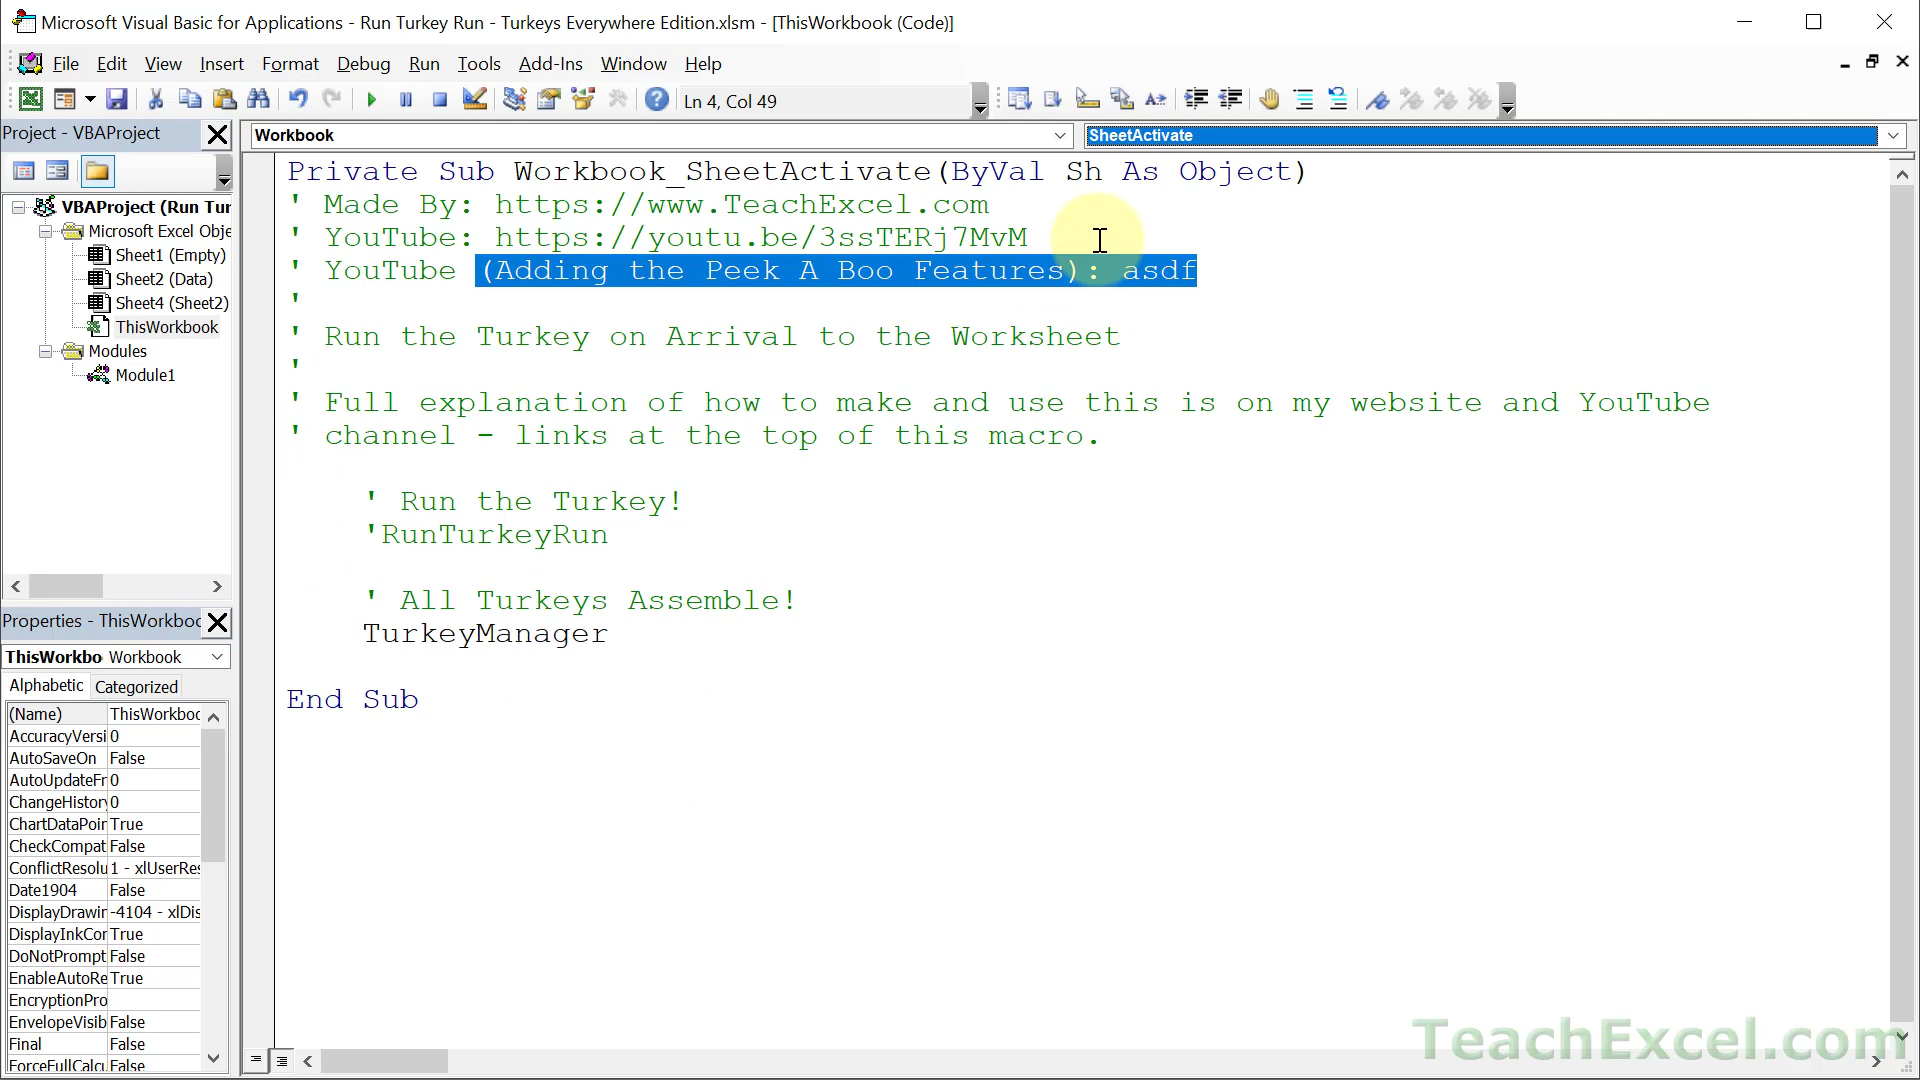 Microsoft Visual Basic for Applications - Run Turkey Run - Turkeys Everywhere Edition.xlsm - [ThisWorkbook (Code)]
File Edit View Insert Format Debug Run Tools Add-Ins Window Help
Ln 4, Col 49
Project - VBAProject
Workbook
SheetActivate
VBAProject (Run Tur
Microsoft Excel Obje
Sheet1 (Empty)
Sheet2 (Data)
Sheet4 (Sheet2)
ThisWorkbook
Modules
Module1
Private Sub Workbook_SheetActivate(ByVal Sh As Object)
' Made By: https://www.TeachExcel.com
' YouTube: https://youtu.be/3ssTERj7MvM
' YouTube (Adding the Peek A Boo Features): asdf
'
' Run the Turkey on Arrival to the Worksheet
'
' Full explanation of how to make and use this is on my website and YouTube
' channel - links at the top of this macro.
' Run the Turkey!
'RunTurkeyRun
' All Turkeys Assemble!
TurkeyManager
End Sub
Properties - ThisWorkboo
ThisWorkbo Workbook
Alphabetic Categorized
(Name) ThisWorkboo
AccuracyVersi 0
AutoSaveOn False
AutoUpdateFr 0
ChangeHistory 0
ChartDataPoin True
CheckCompat False
ConflictResolu 1 - xlUserRes
Date1904 False
DisplayDrawin -4104 - xlDis
DisplayInkCor True
DoNotPrompt False
EnableAutoRe True
EncryptionPro
EnvelopeVisib False
Final False
ForceFullCalcu False
TeachExcel.com